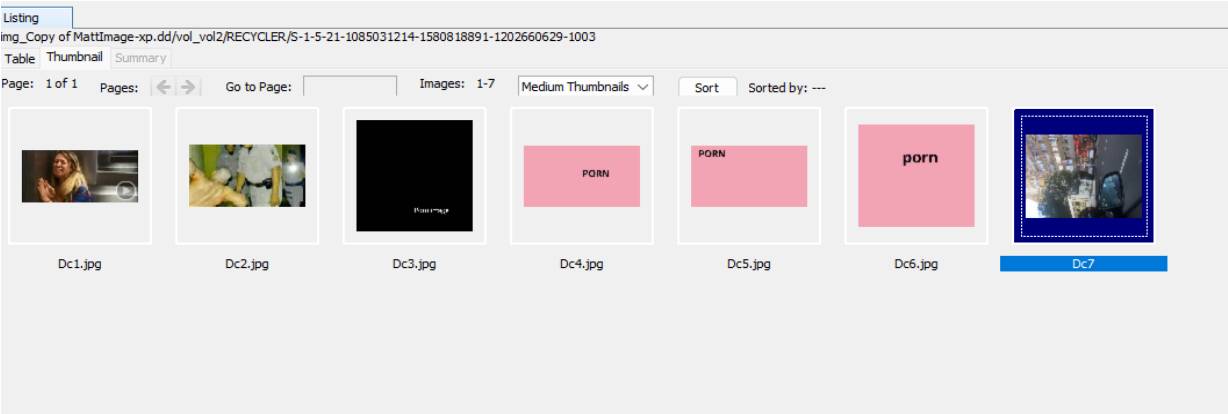 Listing
img_Copy of MattImage-xp.dd/vol_vol2/RECYCLER/S-1-5-21-1085031214-1580818891-1202660629-1003
Table Thumbnail Summary
Page: 1 of 1 Pages: Go to Page: Images: 1-7 Medium Thumbnails Sort Sorted by: ---
Porn image
PORN
PORN
porn
Dc1.jpg Dc2.jpg Dc3.jpg Dc4.jpg Dc5.jpg Dc6.jpg Dc7